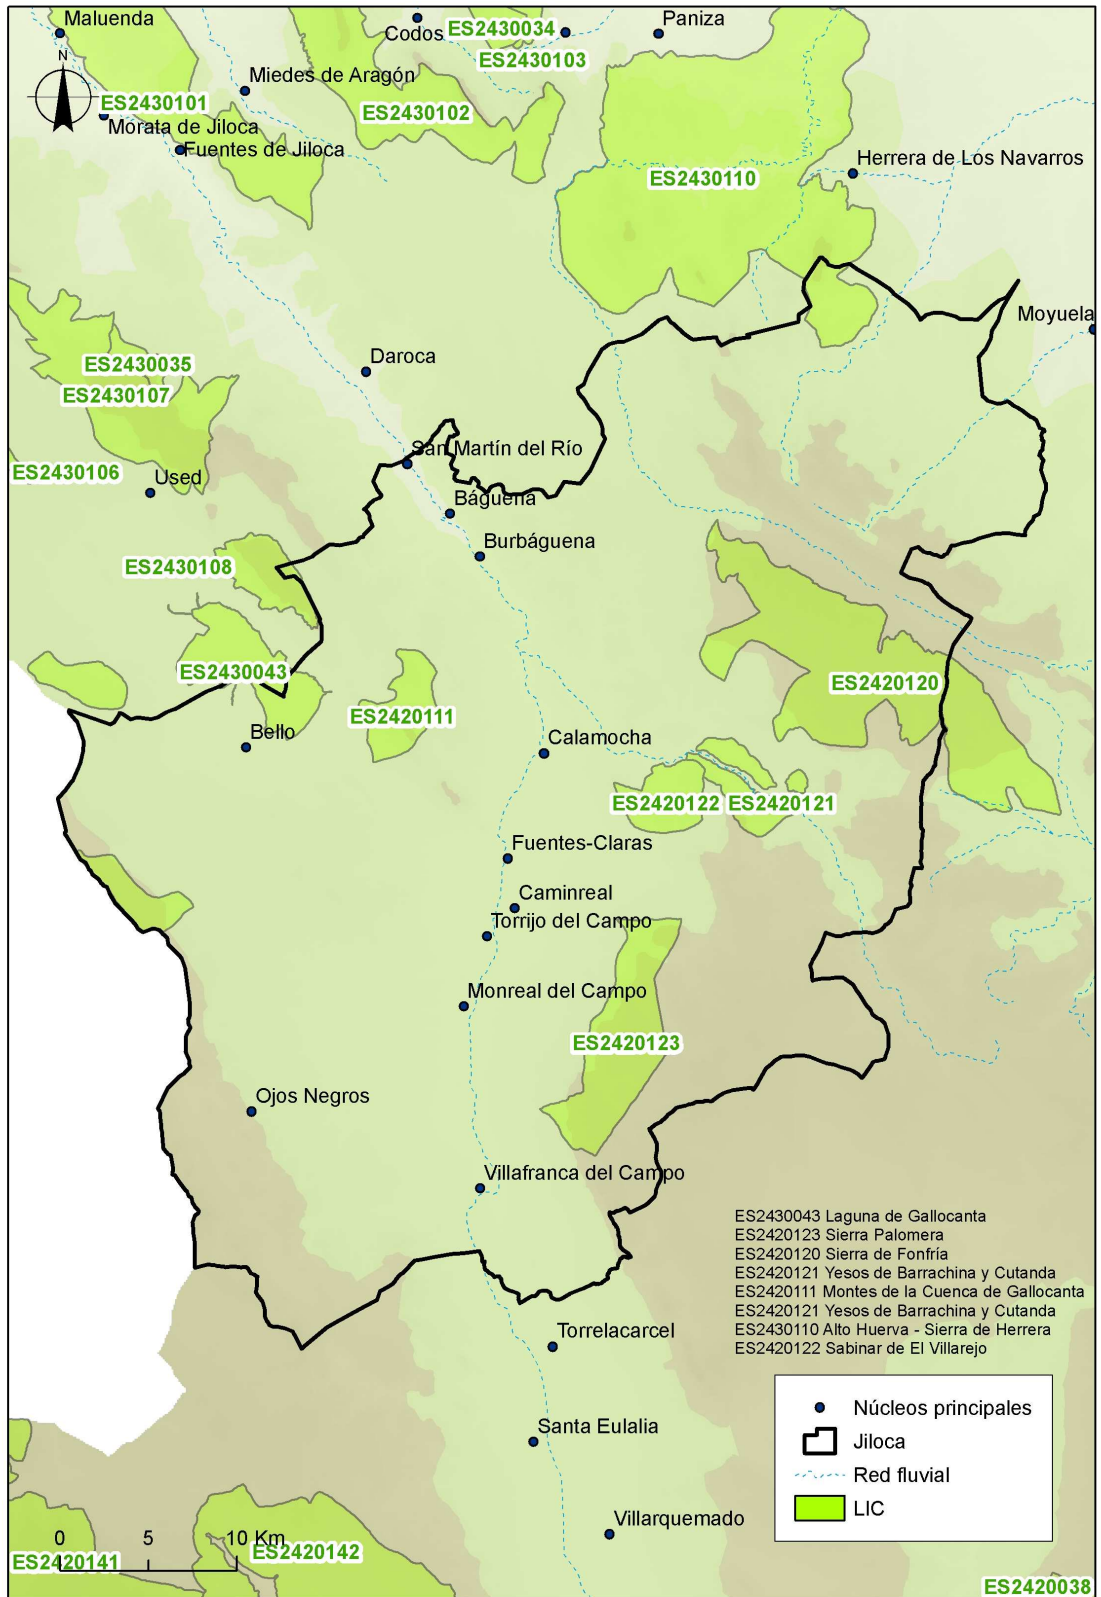 Maluenda
Codos
ES2430034
Paniza
ES2430103
N
Miedes de Aragón
ES2430101
ES2430102
Morata de Jiloca
Fuentes de Jiloca
Herrera de Los Navarros
ES2430110
Moyuela
Daroca
ES2430035
ES2430107
San Martín del Río
ES2430106
Used
Báguena
Burbáguena
ES2430108
ES2430043
ES2420120
ES2420111
Bello
Calamocha
ES2420122
ES2420121
Fuentes-Claras
Caminreal
Torrijo del Campo
Monreal del Campo
ES2420123
Ojos Negros
Villafranca del Campo
ES2430043 Laguna de Gallocanta
ES2420123 Sierra Palomera
ES2420120 Sierra de Fonfría
ES2420121 Yesos de Barrachina y Cutanda
ES2420111 Montes de la Cuenca de Gallocanta
ES2420121 Yesos de Barrachina y Cutanda
ES2430110 Alto Huerva - Sierra de Herrera
ES2420122 Sabinar de El Villarejo
Torrelacarcel
Santa Eulalia
Villarquemado
Núcleos principales
Jiloca
Red fluvial
LIC
0 5 10 Km
ES2420141
ES2420142
ES2420038